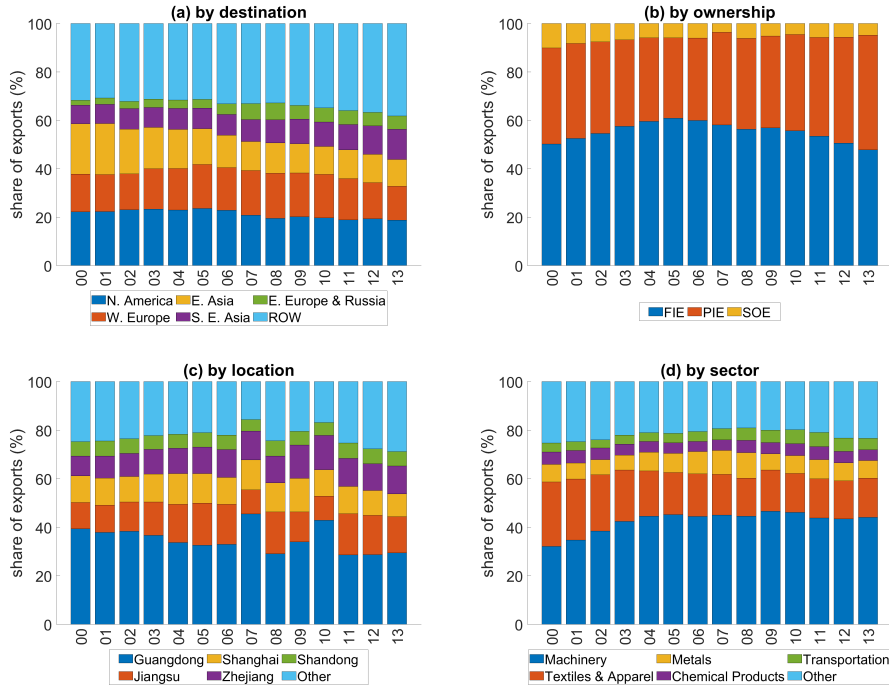 (a) by destination
share of exports (%)
100
80
60
40
20
0
00 01 02 03 04 05 06 07 08 09 10 11 12 13
N. America E. Asia E. Europe & Russia
W. Europe S. E. Asia ROW
(b) by ownership
share of exports (%)
100
80
60
40
20
0
00 01 02 03 04 05 06 07 08 09 10 11 12 13
FIE PIE SOE
(c) by location
share of exports (%)
100
80
60
40
20
0
00 01 02 03 04 05 06 07 08 09 10 11 12 13
Guangdong Shanghai Shandong
Jiangsu Zhejiang Other
(d) by sector
share of exports (%)
100
80
60
40
20
0
00 01 02 03 04 05 06 07 08 09 10 11 12 13
Machinery Metals Transportation
Textiles & Apparel Chemical Products Other